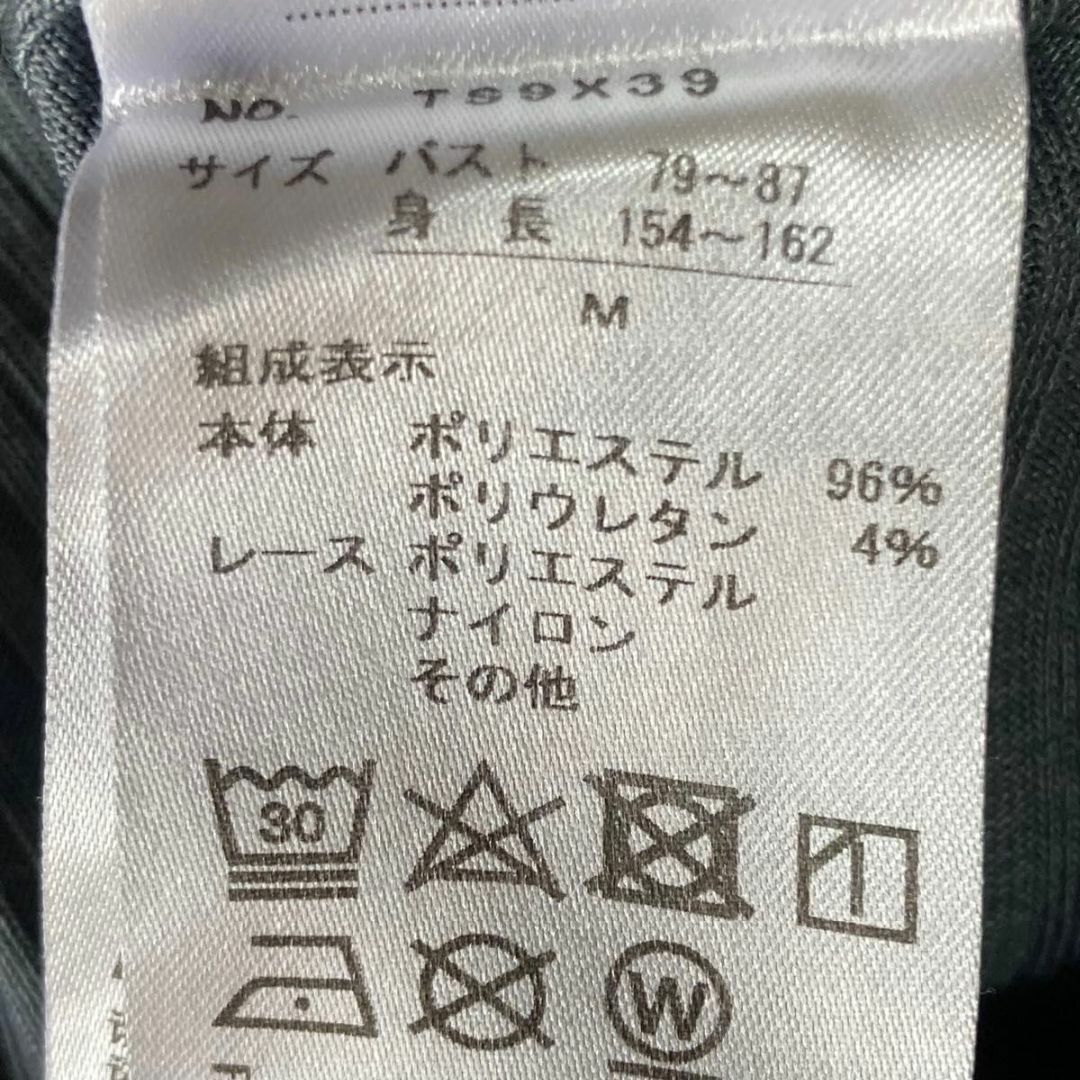 NO. TS9X39
サイズ バスト 79～87
身長 154～162
M
組成表示
本体 ポリエステル 96%
ポリウレタン 4%
レース ポリエステル
ナイロン
その他
30
W